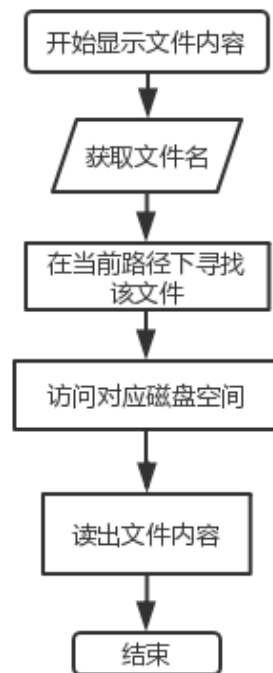 开始显示文件内容
获取文件名
在当前路径下寻找
该文件
访问对应磁盘空间
读出文件内容
结束